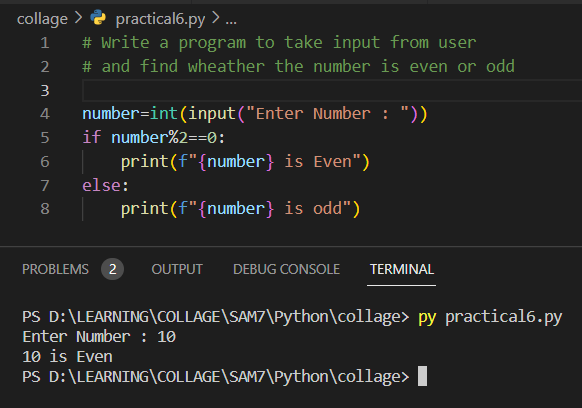 collage > practical6.py > ...
1 # Write a program to take input from user
2 # and find wheather the number is even or odd
3
4 number=int(input("Enter Number : "))
5 if number%2==0:
6     print(f"{number} is Even")
7 else:
8     print(f"{number} is odd")
PROBLEMS 2 OUTPUT DEBUG CONSOLE TERMINAL
PS D:\LEARNING\COLLAGE\SAM7\Python\collage> py practical6.py
Enter Number : 10
10 is Even
PS D:\LEARNING\COLLAGE\SAM7\Python\collage>